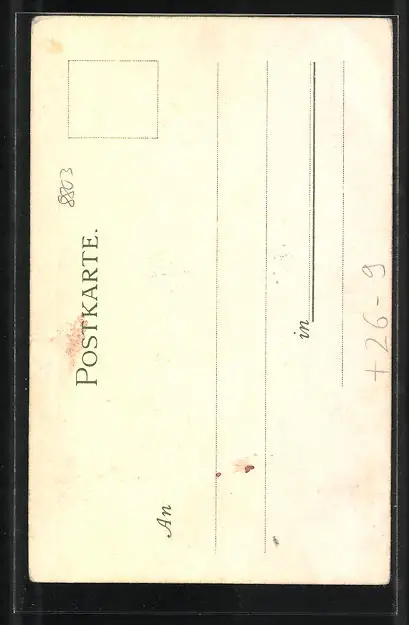 8803
POSTKARTE.
An
in
+ 26 - 9